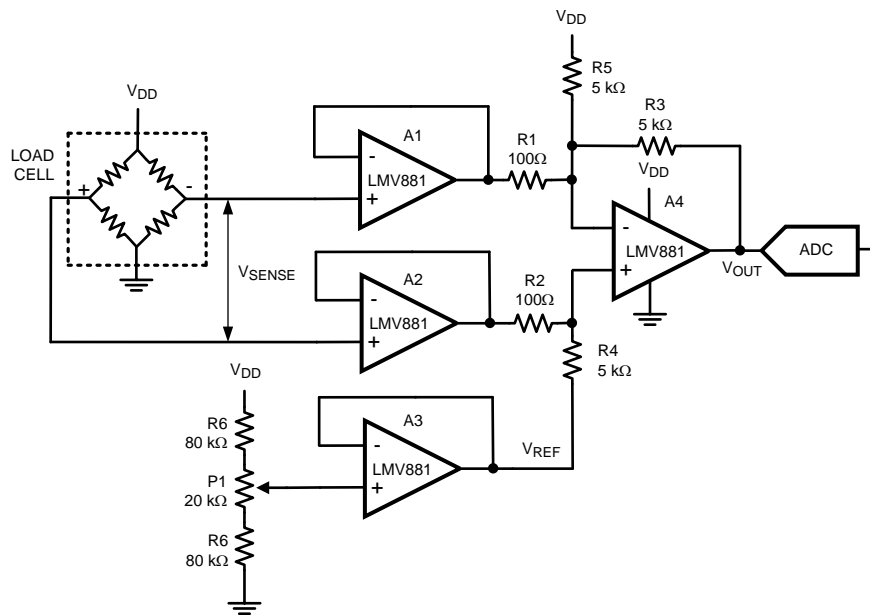 VDD
R5
5 kΩ
VDD
R3
5 kΩ
A1
R1
100Ω
LOAD
CELL
+
-
-
LMV881
+
VDD
A4
-
LMV881
+
ADC
VOUT
VSENSE
A2
R2
100Ω
-
LMV881
+
R4
5 kΩ
VDD
A3
R6
80 kΩ
-
LMV881
+
VREF
P1
20 kΩ
R6
80 kΩ